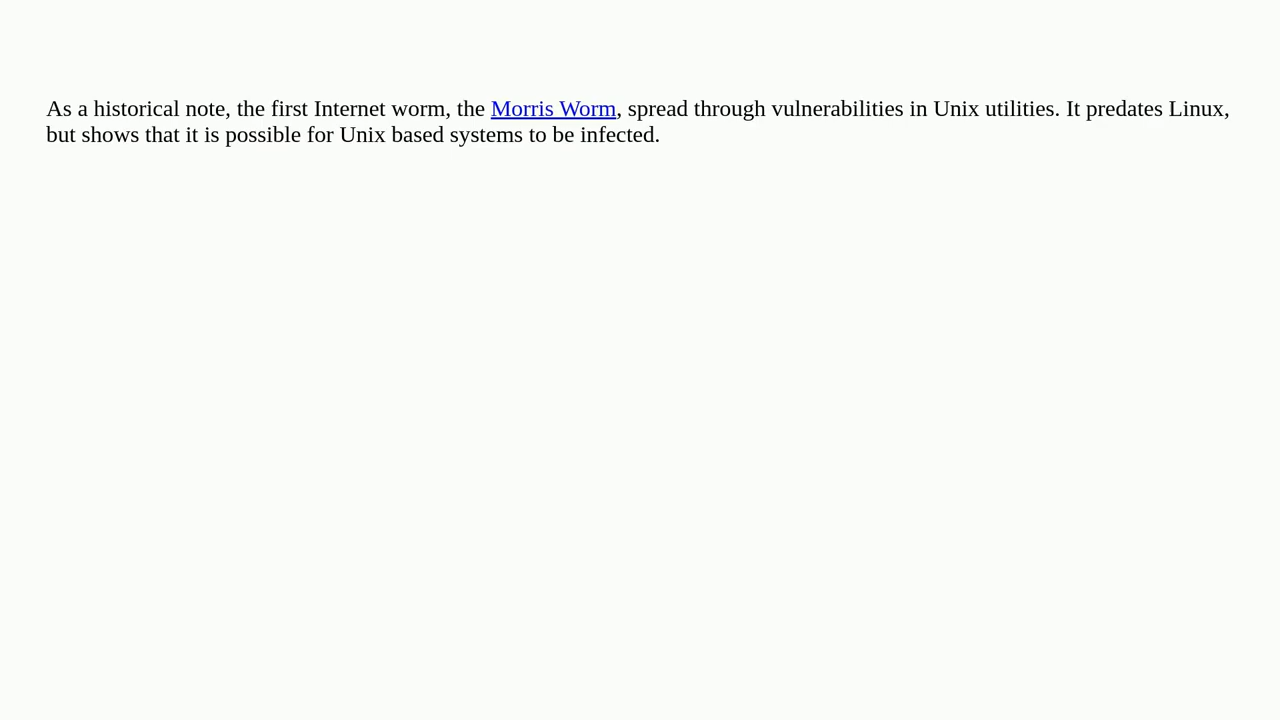 As a historical note, the first Internet worm, the Morris Worm, spread through vulnerabilities in Unix utilities. It predates Linux,
but shows that it is possible for Unix based systems to be infected.